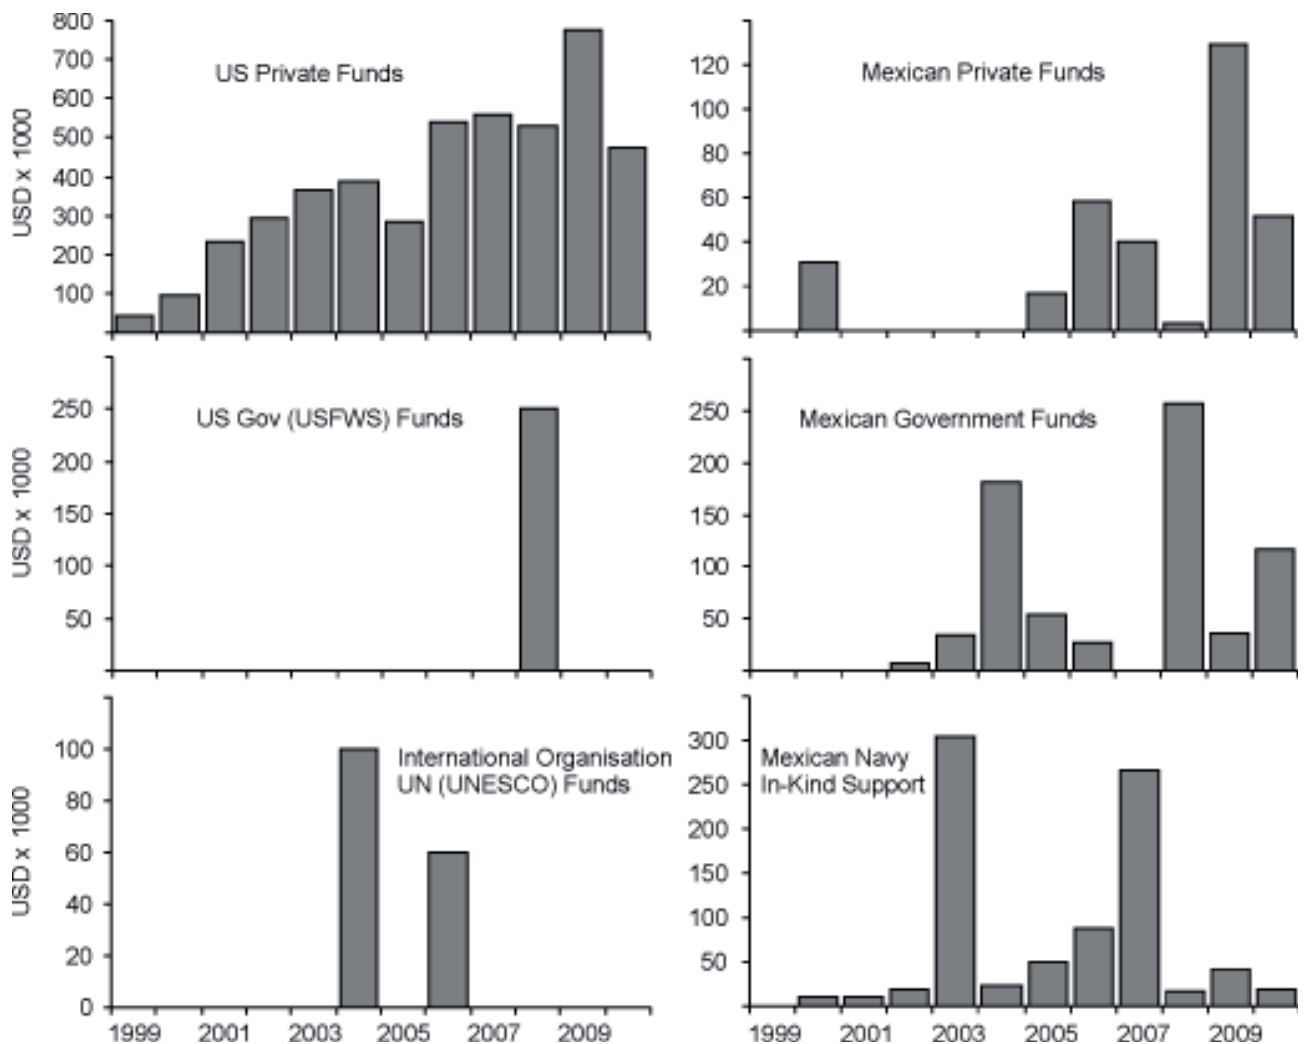 800
700
600
500
400
300
200
100
USD x 1000
US Private Funds
120
100
80
60
40
20
Mexican Private Funds
250
200
150
100
50
USD x 1000
US Gov (USFWS) Funds
250
200
150
100
50
Mexican Government Funds
100
80
60
40
20
0
USD x 1000
International Organisation
UN (UNESCO) Funds
1999 2001 2003 2005 2007 2009
300
250
200
150
100
50
Mexican Navy
In-Kind Support
1999 2001 2003 2005 2007 2009